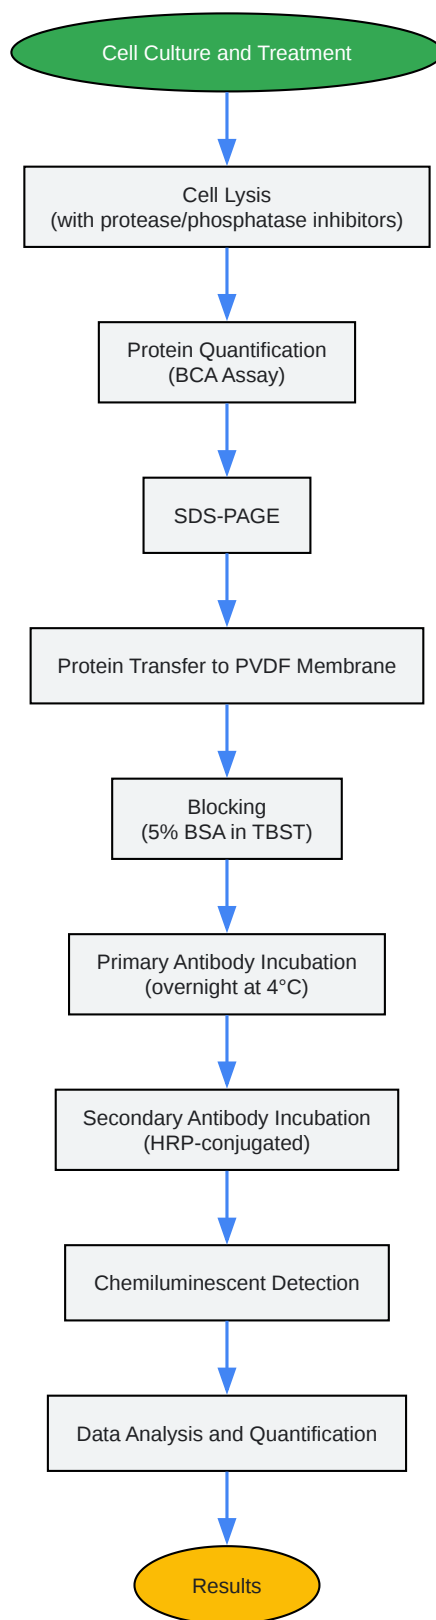 Cell Culture and Treatment
Cell Lysis
(with protease/phosphatase inhibitors)
Protein Quantification
(BCA Assay)
SDS-PAGE
Protein Transfer to PVDF Membrane
Blocking
(5% BSA in TBST)
Primary Antibody Incubation
(overnight at 4°C)
Secondary Antibody Incubation
(HRP-conjugated)
Chemiluminescent Detection
Data Analysis and Quantification
Results